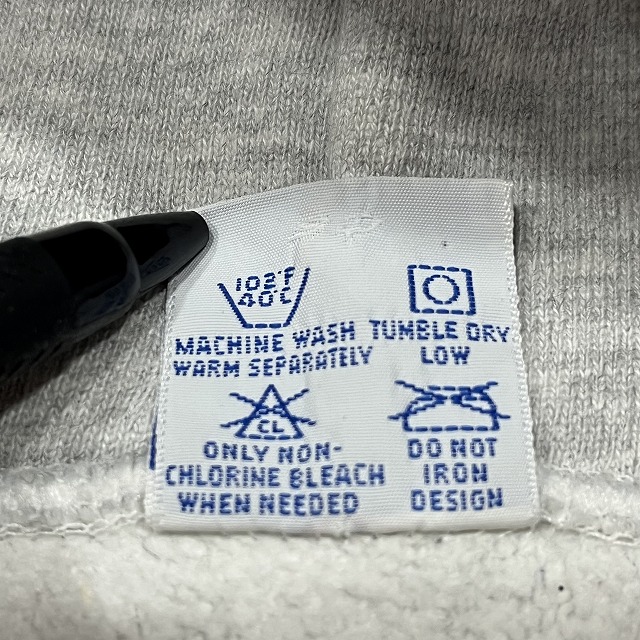 102°F
40°C
MACHINE WASH
WARM SEPARATELY
TUMBLE DRY
LOW
CL
ONLY NON-
CHLORINE BLEACH
WHEN NEEDED
DO NOT
IRON
DESIGN